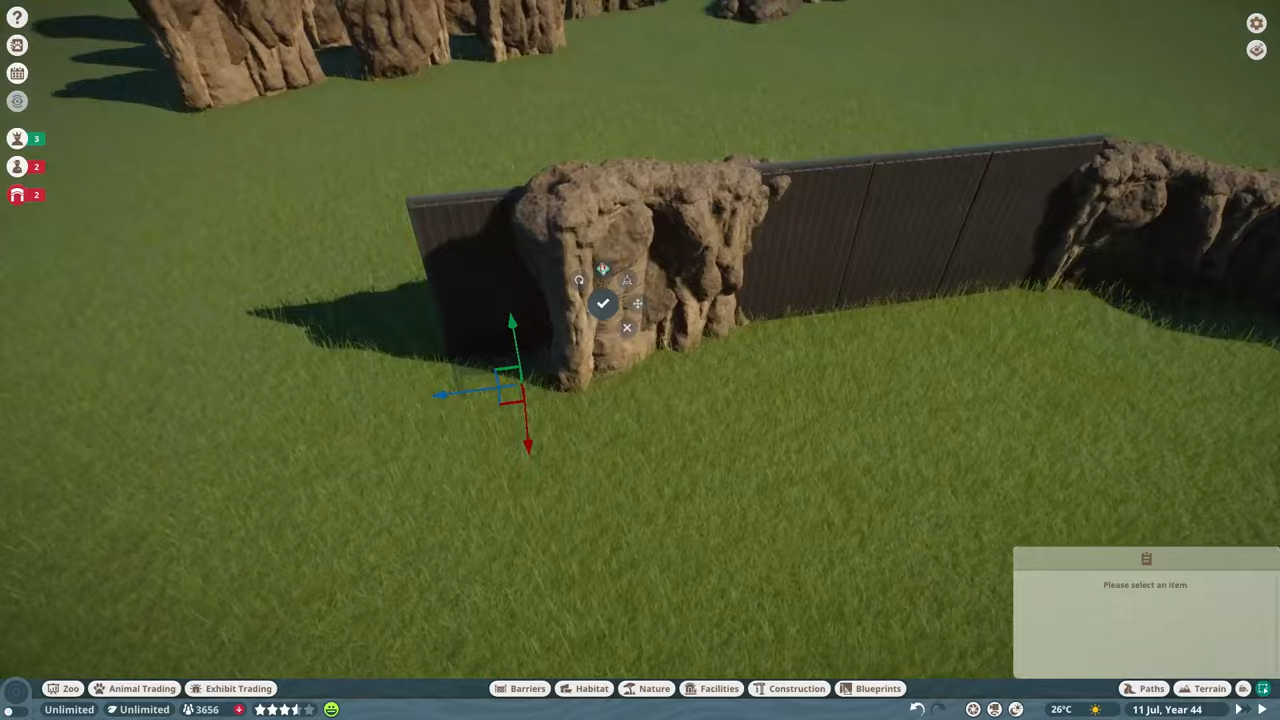 ?
3
2
2
Please select an item
Zoo
Animal Trading
Exhibit Trading
Barriers
Habitat
Nature
Facilities
Construction
Blueprints
Paths
Terrain
Unlimited
Unlimited
3656
26°C
11 Jul, Year 44